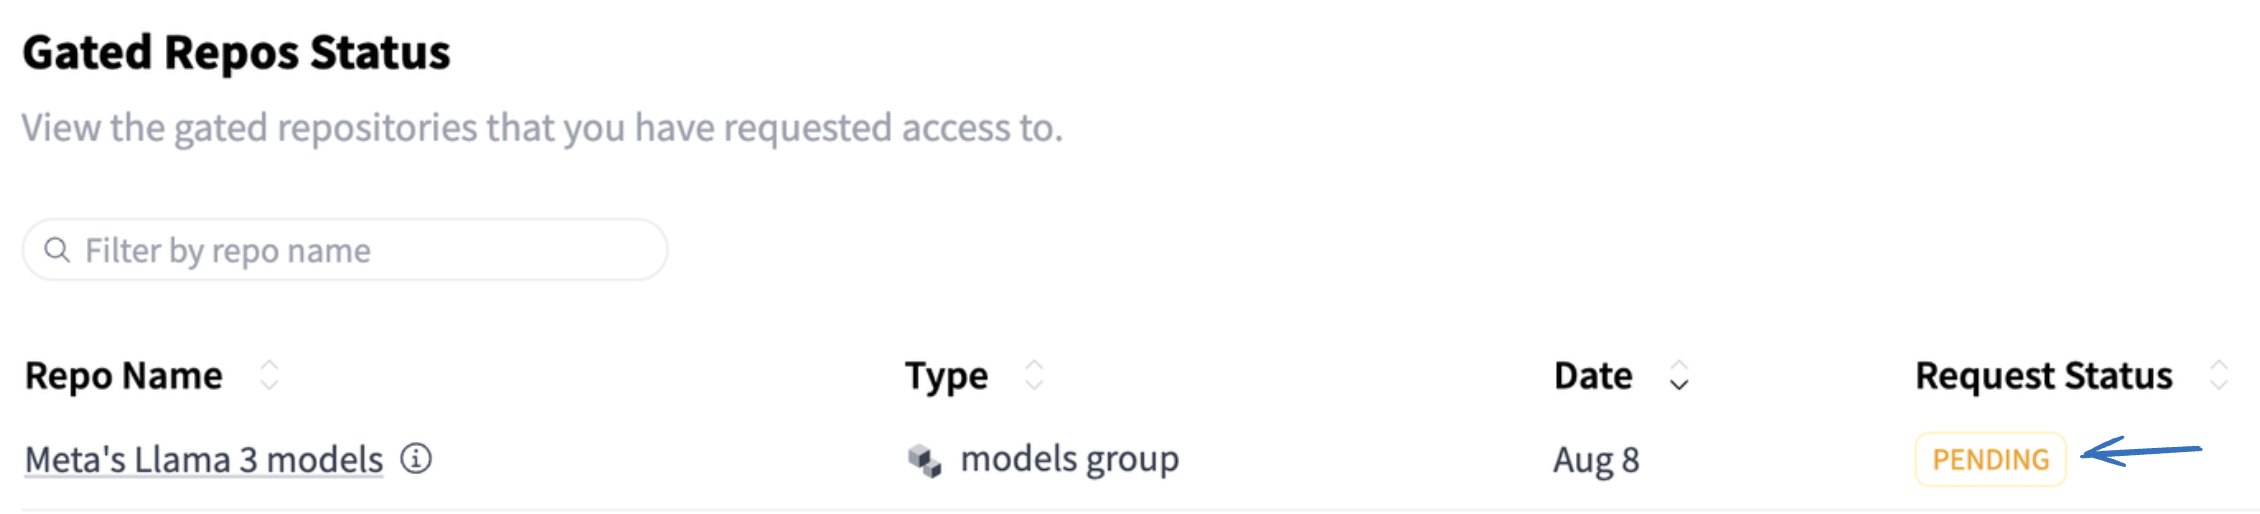 Gated Repos Status
View the gated repositories that you have requested access to.
Filter by repo name
Repo Name Type Date Request Status
Meta's Llama 3 models models group Aug 8 PENDING